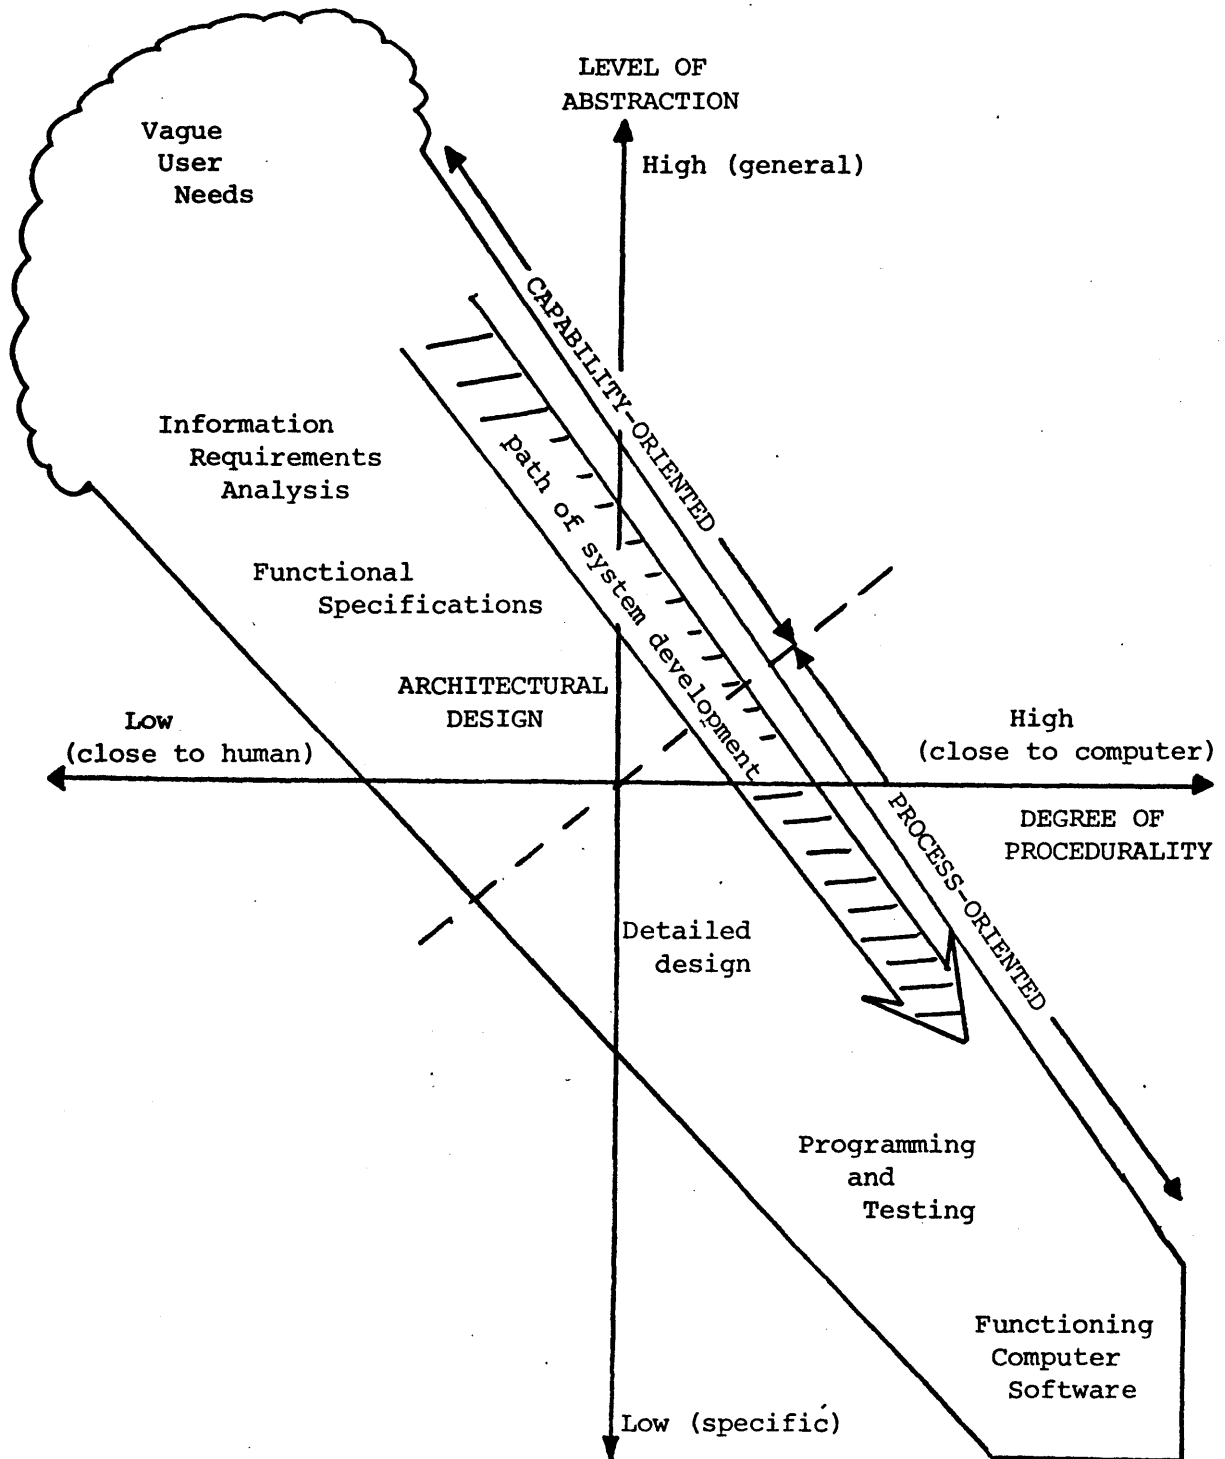 LEVEL OF
ABSTRACTION
High (general)
Vague
User
Needs
CAPABILITY-ORIENTED
Information
Requirements
Analysis
path of system development
Functional
Specifications
ARCHITECTURAL
DESIGN
Low
(close to human)
High
(close to computer)
DEGREE OF
PROCEDURALITY
PROCESS-ORIENTED
Detailed
design
Programming
and
Testing
Functioning
Computer
Software
Low (specific)